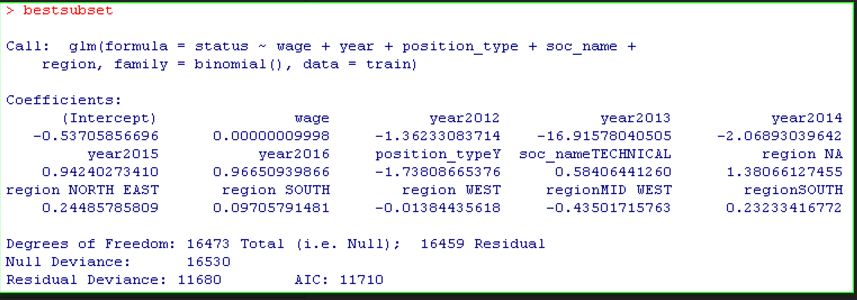 > bestsubset
Call:  glm(formula = status ~ wage + year + position_type + soc_name +
    region, family = binomial(), data = train)
Coefficients:
(Intercept) wage year2012 year2013 year2014
-0.53705856696 0.00000009998 -1.36233083714 -16.91578040505 -2.06893039642
year2015 year2016 position_typeY soc_nameTECHNICAL region NA
0.94240273410 0.96650939866 -1.73808665376 0.58406441260 1.38066127455
region NORTH EAST region SOUTH region WEST regionMID WEST regionSOUTH
0.24485785809 0.09705791481 -0.01384435618 -0.43501715763 0.23233416772
Degrees of Freedom: 16473 Total (i.e. Null);  16459 Residual
Null Deviance:      16530
Residual Deviance: 11680        AIC: 11710